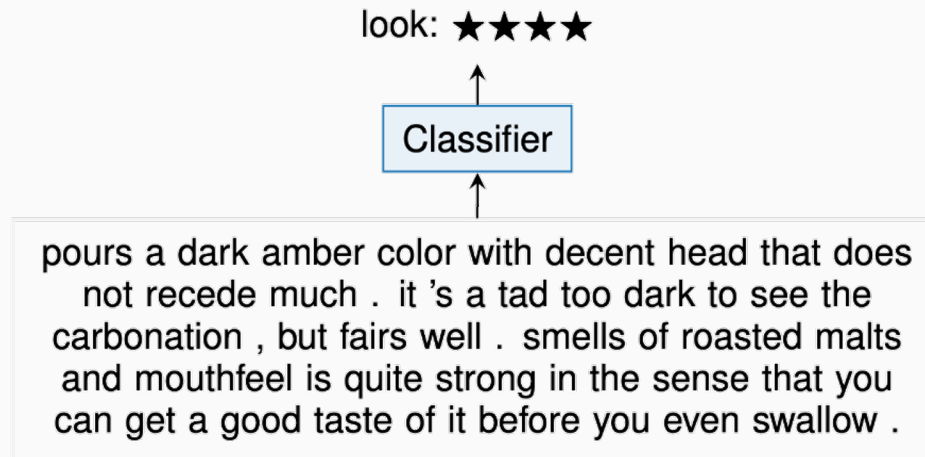 look: ★★★★
Classifier
pours a dark amber color with decent head that does
not recede much . it 's a tad too dark to see the
carbonation , but fairs well . smells of roasted malts
and mouthfeel is quite strong in the sense that you
can get a good taste of it before you even swallow .